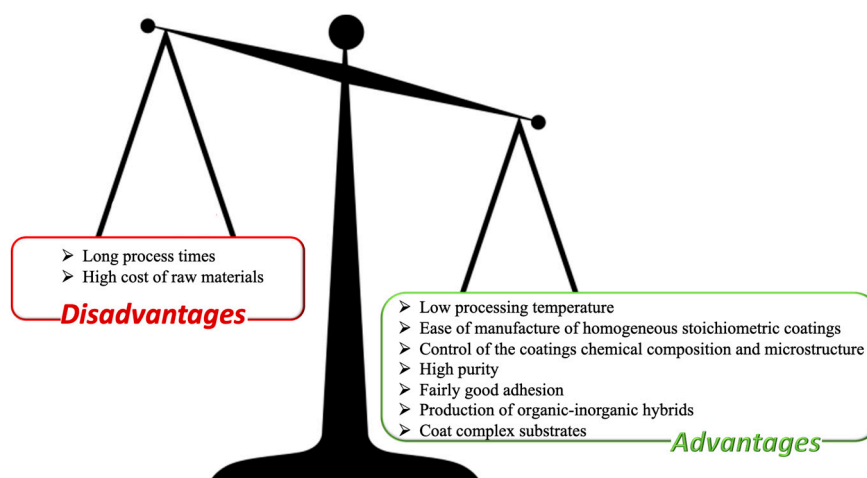 ➢ Long process times
➢ High cost of raw materials
Disadvantages
➢ Low processing temperature
➢ Ease of manufacture of homogeneous stoichiometric coatings
➢ Control of the coatings chemical composition and microstructure
➢ High purity
➢ Fairly good adhesion
➢ Production of organic-inorganic hybrids
➢ Coat complex substrates
Advantages